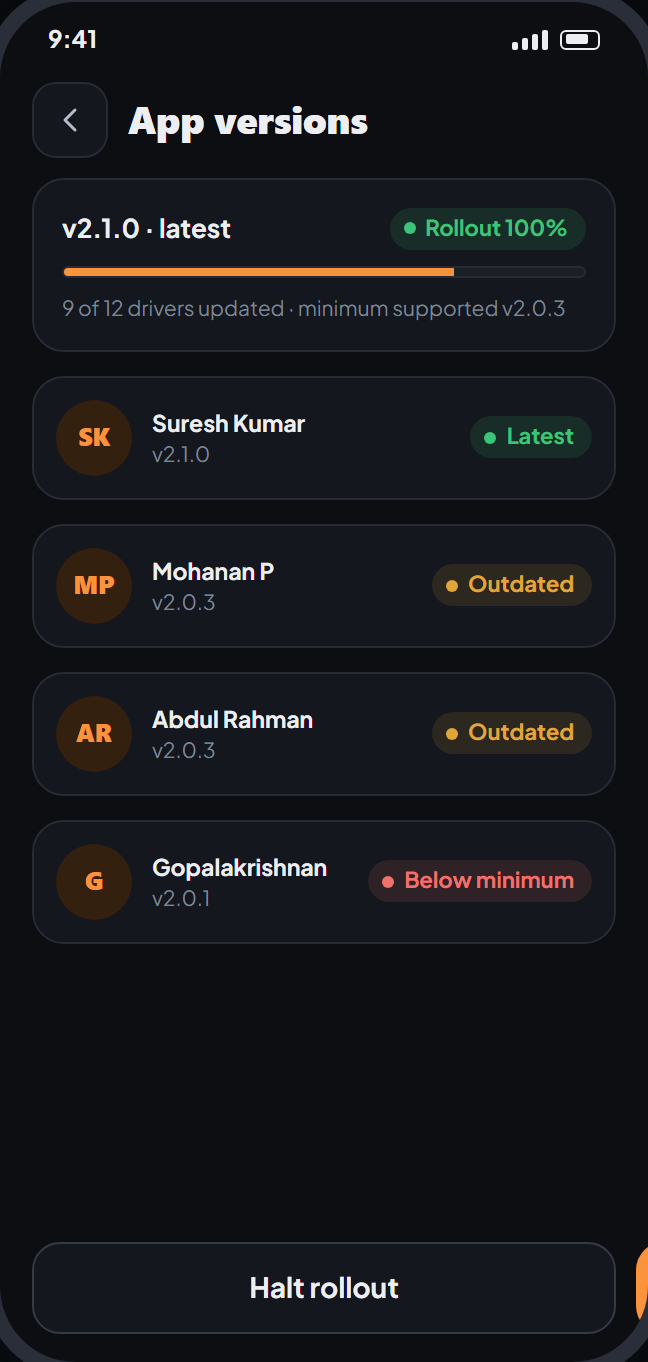 9:41
App versions
v2.1.0 · latest
Rollout 100%
9 of 12 drivers updated · minimum supported v2.0.3
SK
Suresh Kumar
v2.1.0
Latest
MP
Mohanan P
v2.0.3
Outdated
AR
Abdul Rahman
v2.0.3
Outdated
G
Gopalakrishnan
v2.0.1
Below minimum
Halt rollout